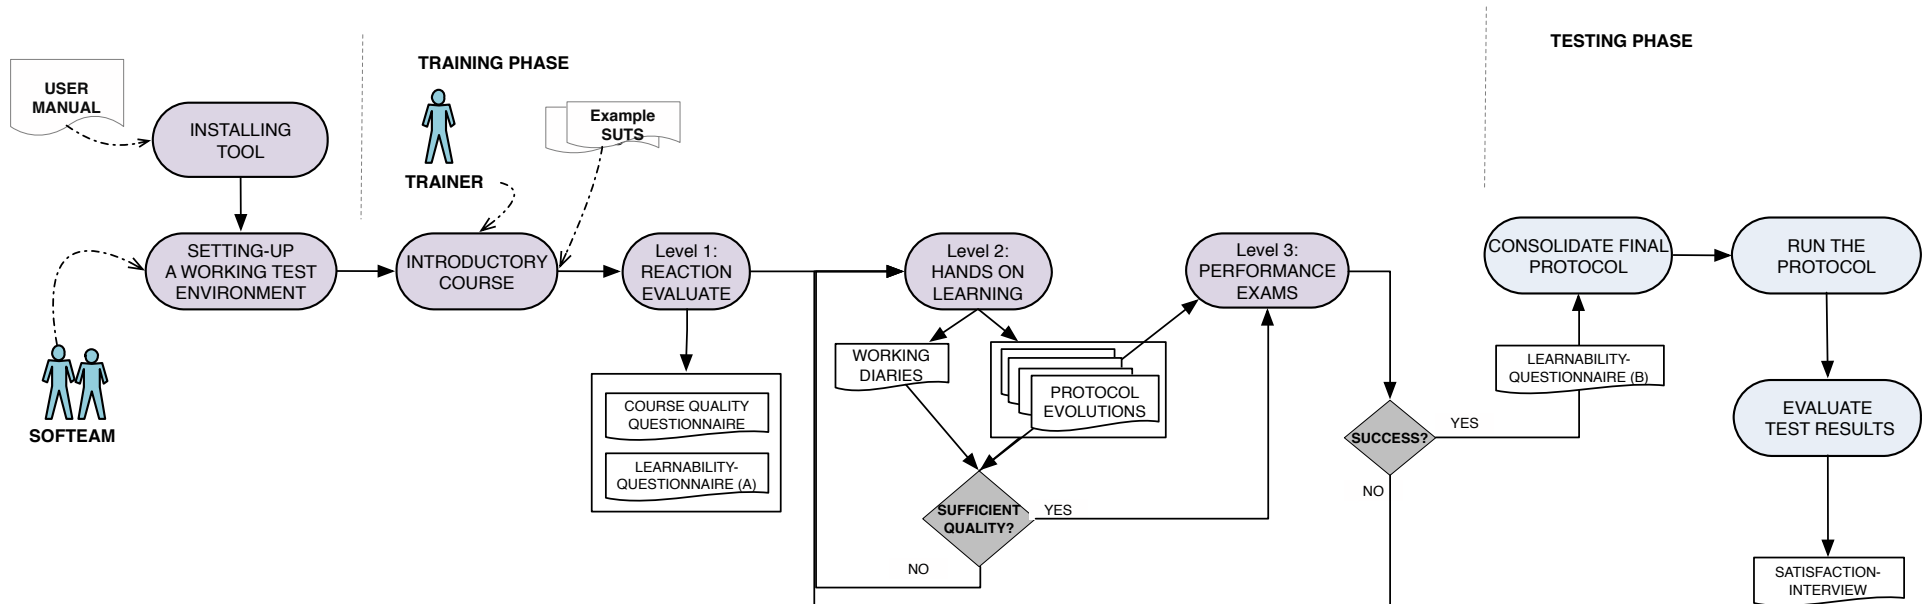 USER
MANUAL
INSTALLING
TOOL
SETTING-UP
A WORKING TEST
ENVIRONMENT
SOFTEAM
TRAINING PHASE
TRAINER
Example
SUTS
INTRODUCTORY
COURSE
Level 1:
REACTION
EVALUATE
COURSE QUALITY
QUESTIONNAIRE
LEARNABILITY-
QUESTIONNAIRE (A)
Level 2:
HANDS ON
LEARNING
WORKING
DIARIES
PROTOCOL
EVOLUTIONS
SUFFICIENT
QUALITY?
YES
NO
Level 3:
PERFORMANCE
EXAMS
SUCCESS?
YES
NO
TESTING PHASE
CONSOLIDATE FINAL
PROTOCOL
LEARNABILITY-
QUESTIONNAIRE (B)
RUN THE
PROTOCOL
EVALUATE
TEST RESULTS
SATISFACTION-
INTERVIEW